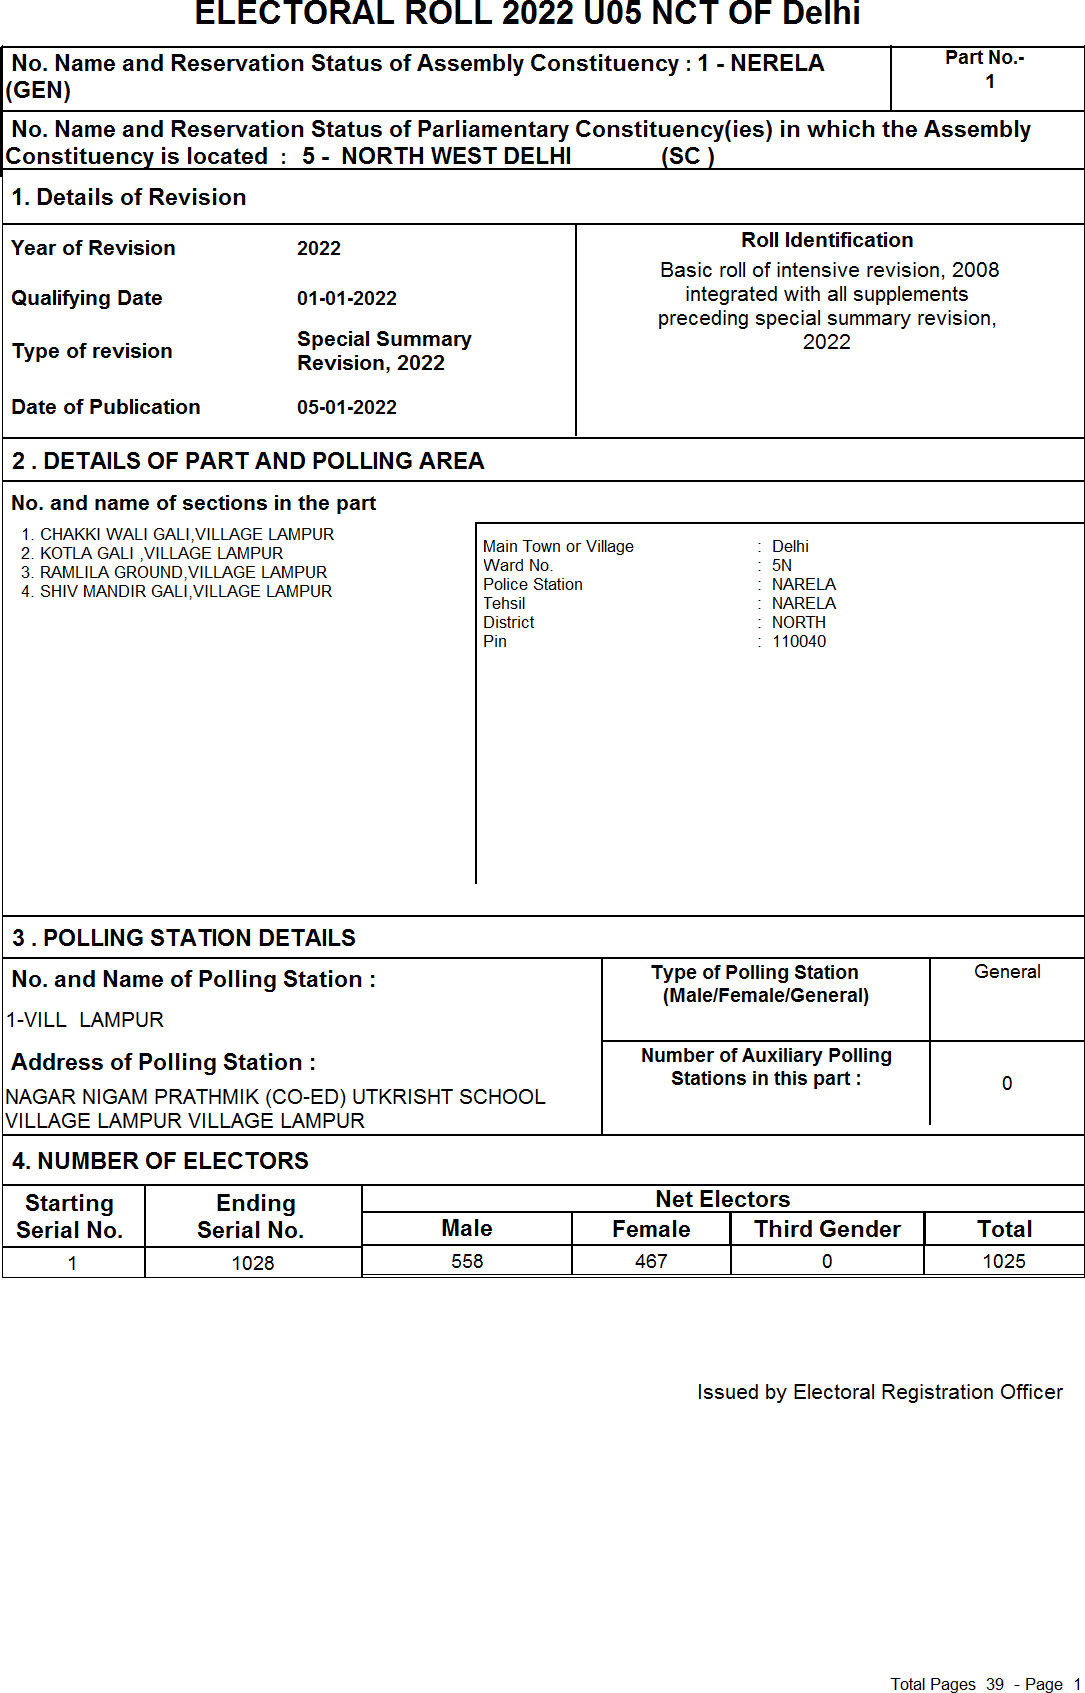 ELECTORAL ROLL 2022 U05 NCT OF Delhi
No. Name and Reservation Status of Assembly Constituency : 1 - NERELA
(GEN)
Part No.-
1
No. Name and Reservation Status of Parliamentary Constituency(ies) in which the Assembly
Constituency is located : 5 - NORTH WEST DELHI (SC )
1. Details of Revision
Year of Revision 2022
Qualifying Date 01-01-2022
Type of revision Special Summary
Revision, 2022
Date of Publication 05-01-2022
Roll Identification
Basic roll of intensive revision, 2008
integrated with all supplements
preceding special summary revision,
2022
2 . DETAILS OF PART AND POLLING AREA
No. and name of sections in the part
1. CHAKKI WALI GALI,VILLAGE LAMPUR
2. KOTLA GALI ,VILLAGE LAMPUR
3. RAMLILA GROUND,VILLAGE LAMPUR
4. SHIV MANDIR GALI,VILLAGE LAMPUR
Main Town or Village : Delhi
Ward No. : 5N
Police Station : NARELA
Tehsil : NARELA
District : NORTH
Pin : 110040
3 . POLLING STATION DETAILS
No. and Name of Polling Station :
1-VILL LAMPUR
Address of Polling Station :
NAGAR NIGAM PRATHMIK (CO-ED) UTKRISHT SCHOOL
VILLAGE LAMPUR VILLAGE LAMPUR
Type of Polling Station
(Male/Female/General)
General
Number of Auxiliary Polling
Stations in this part :
0
4. NUMBER OF ELECTORS
Starting
Serial No.
Ending
Serial No.
Net Electors
Male Female Third Gender Total
1 1028 558 467 0 1025
Issued by Electoral Registration Officer
Total Pages 39 - Page 1